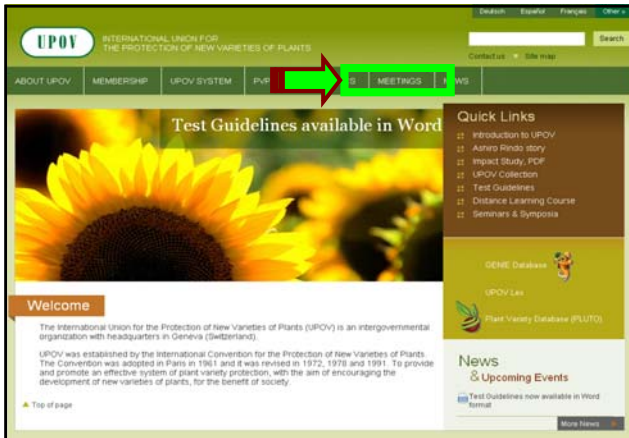 Deutsch Español Français Other »
UPOV
INTERNATIONAL UNION FOR
THE PROTECTION OF NEW VARIETIES OF PLANTS
Search
Contact us Site map
ABOUT UPOV MEMBERSHIP UPOV SYSTEM PVP S MEETINGS N WS
Test Guidelines available in Word
Quick Links
Introduction to UPOV
Ashiro Rindo story
Impact Study, PDF
UPOV Collection
Test Guidelines
Distance Learning Course
Seminars & Symposia
GENIE Database
UPOV Lex
Plant Variety Database (PLUTO)
Welcome
The International Union for the Protection of New Varieties of Plants (UPOV) is an intergovernmental
organization with headquarters in Geneva (Switzerland).
UPOV was established by the International Convention for the Protection of New Varieties of Plants.
The Convention was adopted in Paris in 1961 and it was revised in 1972, 1978 and 1991. To provide
and promote an effective system of plant variety protection, with the aim of encouraging the
development of new varieties of plants, for the benefit of society.
Top of page
News
& Upcoming Events
Test Guidelines now available in Word
format
More News